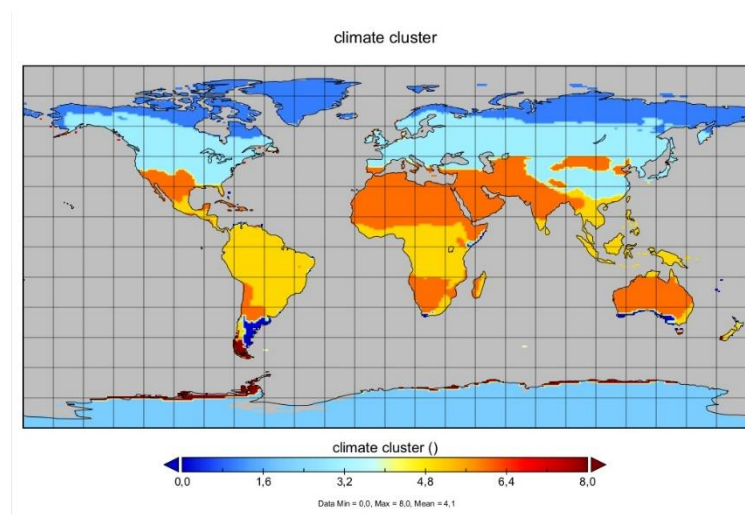 climate cluster
climate cluster ()
0,0 1,6 3,2 4,8 6,4 8,0
Data Min = 0,0, Max = 8,0, Mean = 4,1